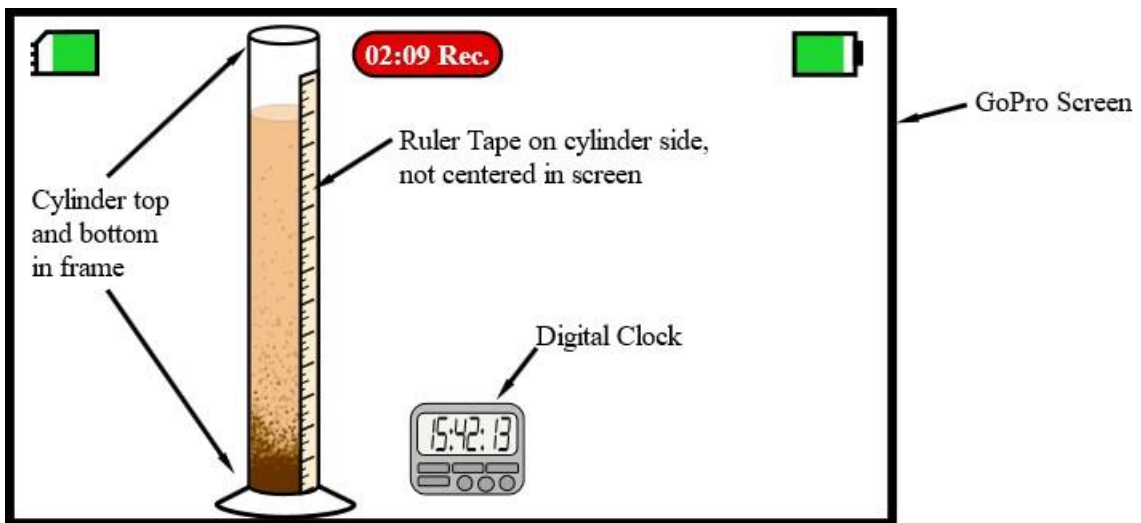 02:09 Rec.
GoPro Screen
Ruler Tape on cylinder side,
not centered in screen
Cylinder top
and bottom
in frame
Digital Clock
15:42:13